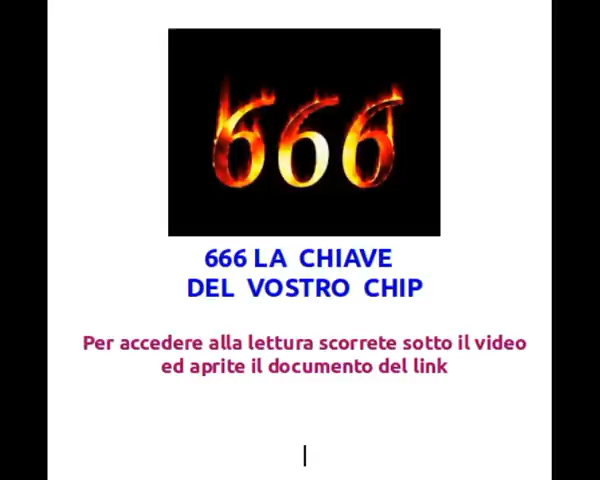 666
666 LA CHIAVE
DEL VOSTRO CHIP
Per accedere alla lettura scorrete sotto il video
ed aprite il documento del link